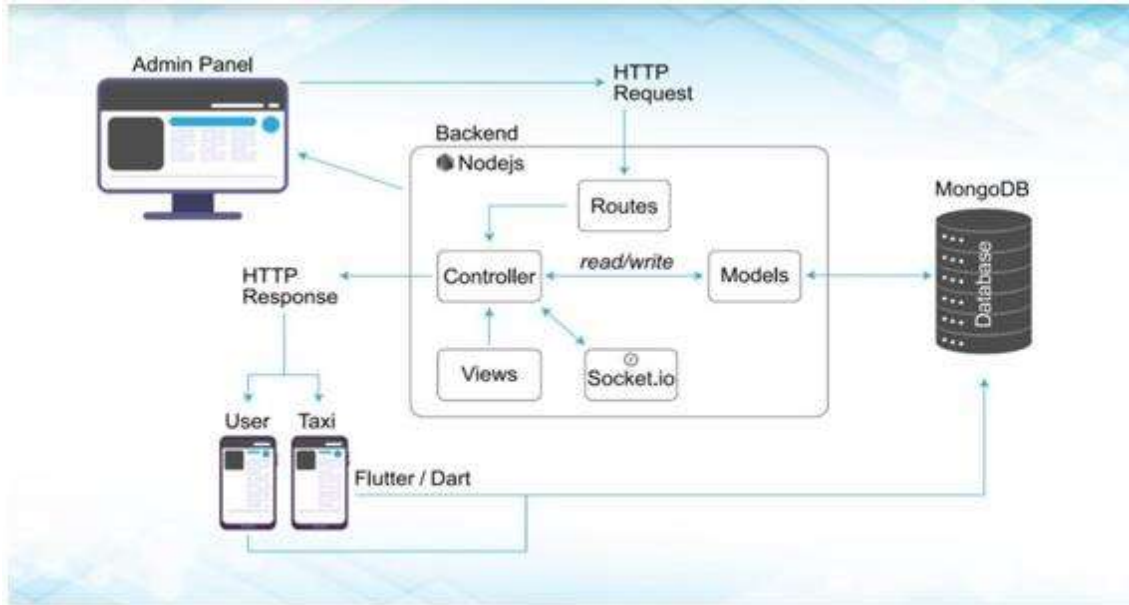 Admin Panel
HTTP
Request
Backend
Nodejs
Routes
MongoDB
HTTP
Response
Controller
read/write
Models
Database
Views
Socket.io
User
Taxi
Flutter / Dart